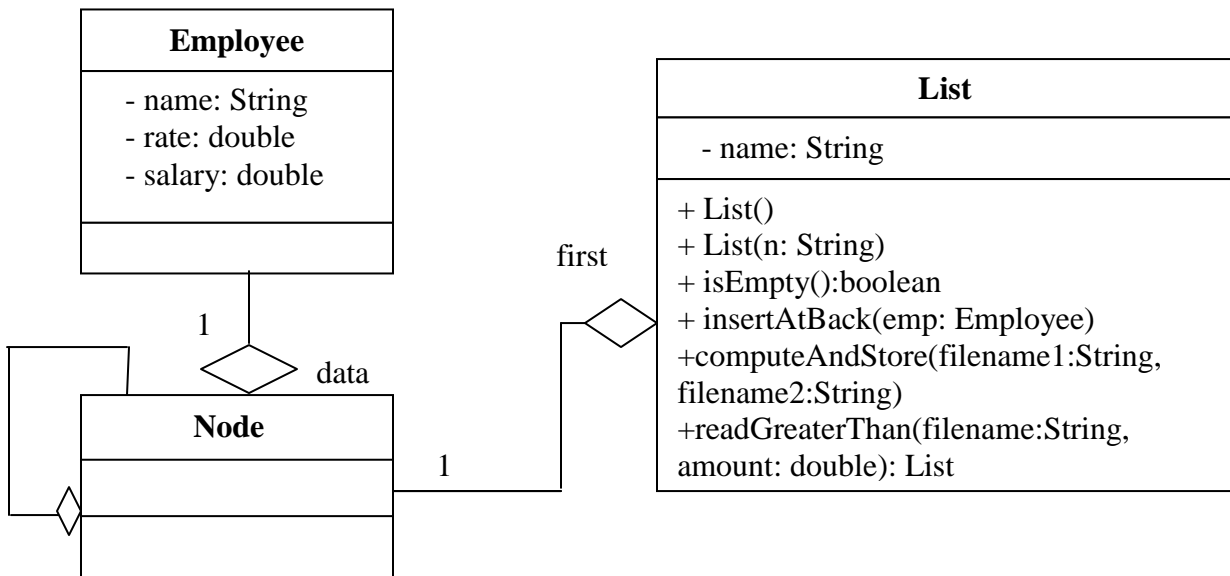 Employee
- name: String
- rate: double
- salary: double
1
data
Node
1
first
List
- name: String
+ List()
+ List(n: String)
+ isEmpty():boolean
+ insertAtBack(emp: Employee)
+computeAndStore(filename1:String,
filename2:String)
+readGreaterThan(filename:String,
amount: double): List